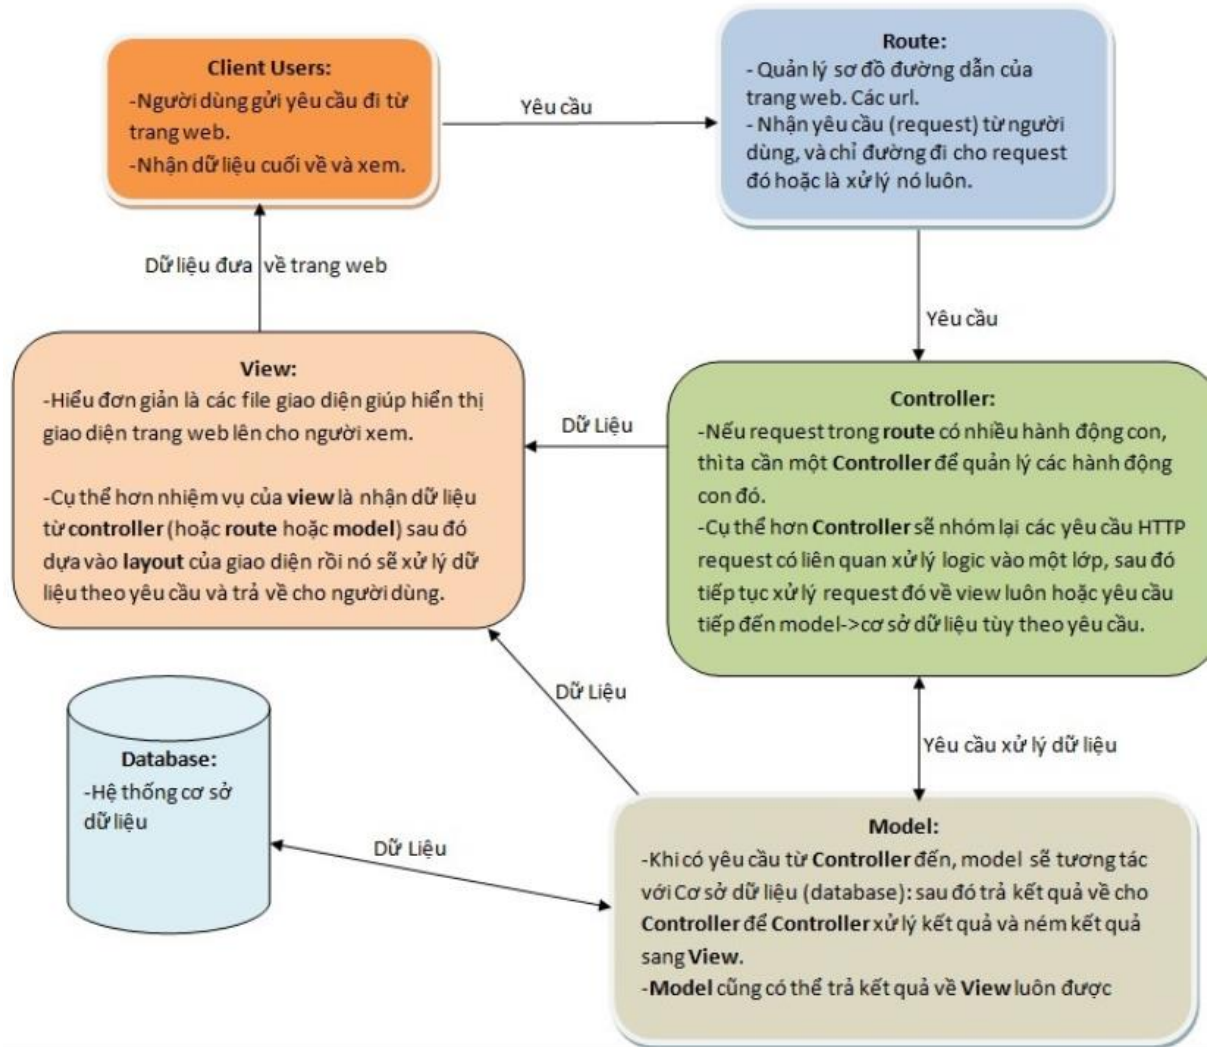 Client Users:
-Người dùng gửi yêu cầu đi từ
trang web.
-Nhận dữ liệu cuối về và xem.
Yêu cầu
Route:
- Quản lý sơ đồ đường dẫn của
trang web. Các url.
- Nhận yêu cầu (request) từ người
dùng, và chỉ đường đi cho request
đó hoặc là xử lý nó luôn.
Dữ liệu đưa về trang web
Yêu cầu
View:
-Hiểu đơn giản là các file giao diện giúp hiển thị
giao diện trang web lên cho người xem.
-Cụ thể hơn nhiệm vụ của view là nhận dữ liệu
từ controller (hoặc route hoặc model) sau đó
dựa vào layout của giao diện rồi nó sẽ xử lý dữ
liệu theo yêu cầu và trả về cho người dùng.
Dữ Liệu
Controller:
-Nếu request trong route có nhiều hành động con,
thì ta cần một Controller để quản lý các hành động
con đó.
-Cụ thể hơn Controller sẽ nhóm lại các yêu cầu HTTP
request có liên quan xử lý logic vào một lớp, sau đó
tiếp tục xử lý request đó về view luôn hoặc yêu cầu
tiếp đến model->cơ sở dữ liệu tùy theo yêu cầu.
Dữ Liệu
Yêu cầu xử lý dữ liệu
Database:
-Hệ thống cơ sở
dữ liệu
Dữ Liệu
Model:
-Khi có yêu cầu từ Controller đến, model sẽ tương tác
với Cơ sở dữ liệu (database): sau đó trả kết quả về cho
Controller để Controller xử lý kết quả và ném kết quả
sang View.
-Model cũng có thể trả kết quả về View luôn được